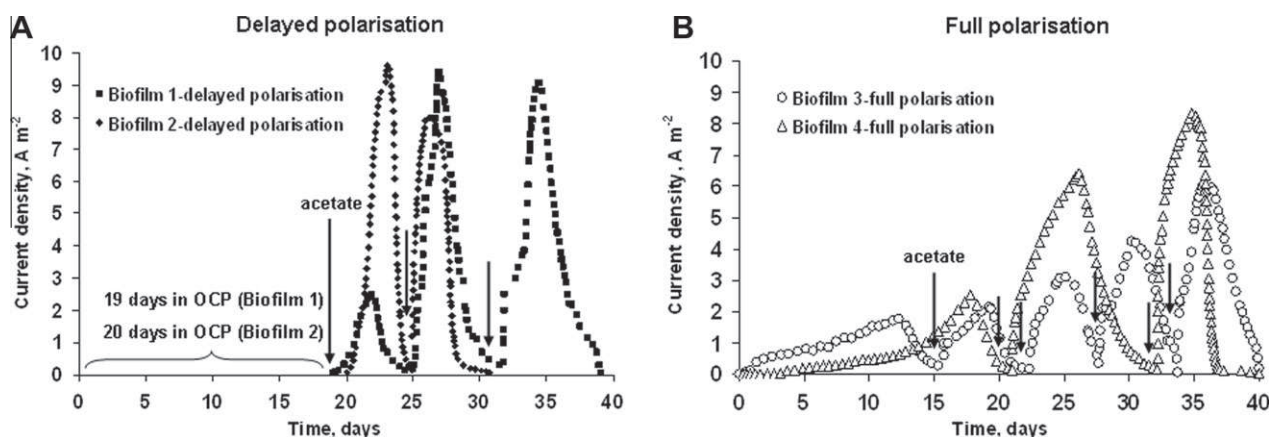 A
Delayed polarisation
Current density, A m-2
10
9
8
7
6
5
4
3
2
1
0
Biofilm 1-delayed polarisation
Biofilm 2-delayed polarisation
acetate
19 days in OCP (Biofilm 1)
20 days in OCP (Biofilm 2)
0 5 10 15 20 25 30 35 40
Time, days
B
Full polarisation
Current density, A m-2
10
9
8
7
6
5
4
3
2
1
0
Biofilm 3-full polarisation
Biofilm 4-full polarisation
acetate
0 5 10 15 20 25 30 35 40
Time, days